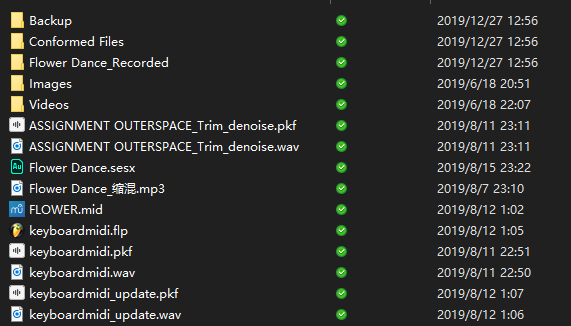 Backup 2019/12/27 12:56
Conformed Files 2019/12/27 12:56
Flower Dance_Recorded 2019/12/27 12:56
Images 2019/6/18 20:51
Videos 2019/6/18 22:07
ASSIGNMENT OUTERSPACE_Trim_denoise.pkf 2019/8/11 23:11
ASSIGNMENT OUTERSPACE_Trim_denoise.wav 2019/8/11 23:11
Au Flower Dance.sesx 2019/8/15 23:22
Flower Dance_缩混.mp3 2019/8/7 23:10
mu FLOWER.mid 2019/8/12 1:02
keyboardmidi.flp 2019/8/12 1:05
keyboardmidi.pkf 2019/8/11 22:51
keyboardmidi.wav 2019/8/11 22:50
keyboardmidi_update.pkf 2019/8/12 1:07
keyboardmidi_update.wav 2019/8/12 1:06